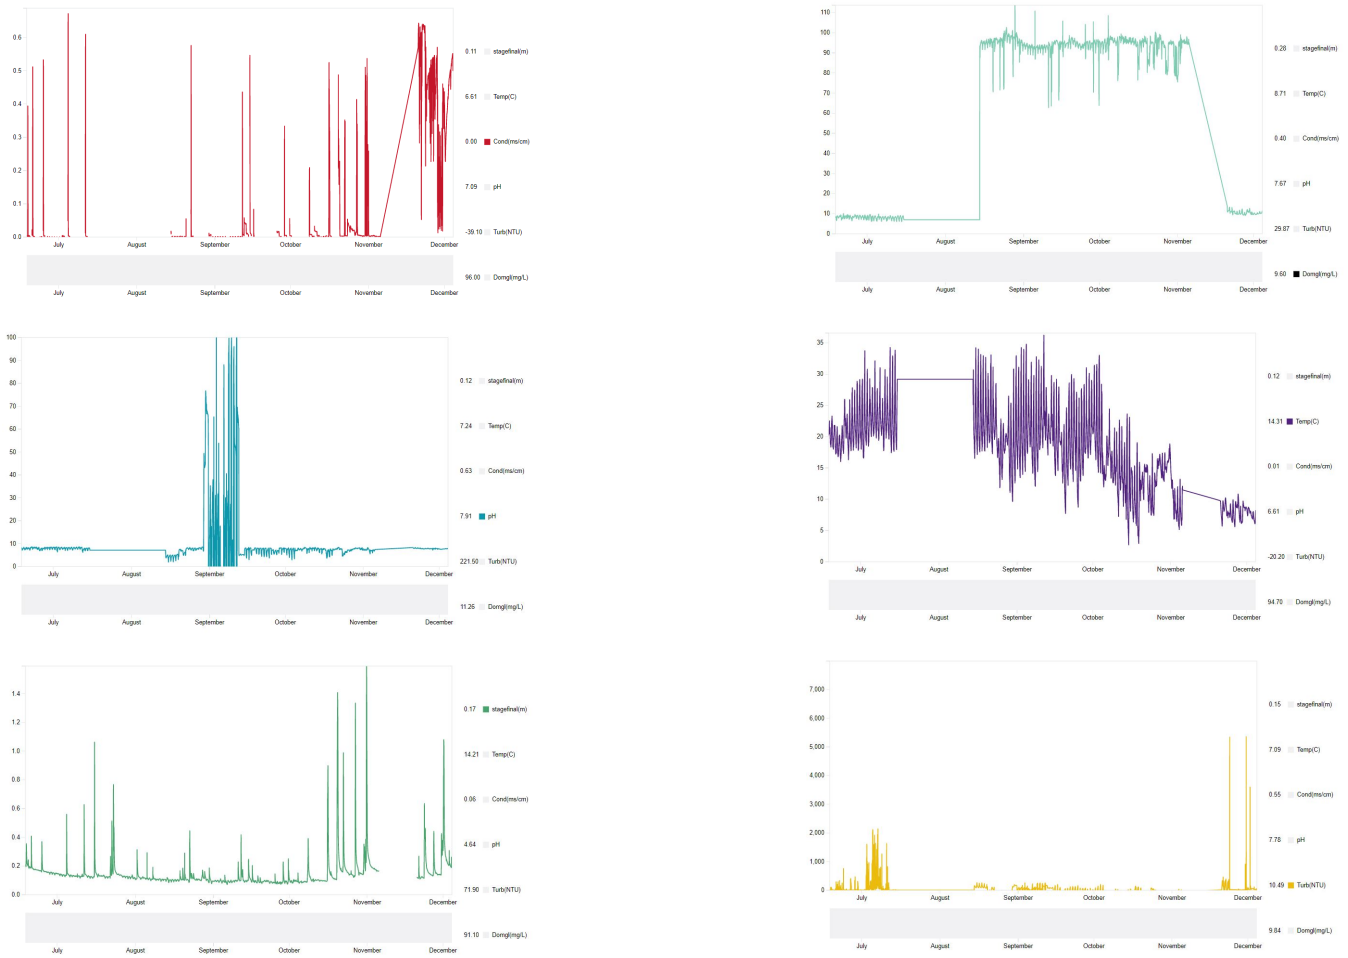 0.6
0.5
0.4
0.3
0.2
0.1
0.0
July August September October November December
0.11 stagefinal(m)
6.61 Temp(C)
0.00 Cond(ms/cm)
7.09 pH
-39.10 Turb(NTU)
96.00 Domgl(mg/L)
July August September October November December
110
100
90
80
70
60
50
40
30
20
10
0
July August September October November December
0.28 stagefinal(m)
8.71 Temp(C)
0.40 Cond(ms/cm)
7.67 pH
29.87 Turb(NTU)
9.60 Domgl(mg/L)
July August September October November December
100
90
80
70
60
50
40
30
20
10
0
July August September October November December
0.12 stagefinal(m)
7.24 Temp(C)
0.63 Cond(ms/cm)
7.91 pH
221.50 Turb(NTU)
11.26 Domgl(mg/L)
July August September October November December
35
30
25
20
15
10
5
0
July August September October November December
0.12 stagefinal(m)
14.31 Temp(C)
0.01 Cond(ms/cm)
6.61 pH
-20.20 Turb(NTU)
94.70 Domgl(mg/L)
July August September October November December
1.4
1.2
1.0
0.8
0.6
0.4
0.2
0.0
July August September October November December
0.17 stagefinal(m)
14.21 Temp(C)
0.06 Cond(ms/cm)
4.64 pH
71.90 Turb(NTU)
91.10 Domgl(mg/L)
July August September October November December
7,000
6,000
5,000
4,000
3,000
2,000
1,000
0
July August September October November December
0.15 stagefinal(m)
7.09 Temp(C)
0.55 Cond(ms/cm)
7.78 pH
10.49 Turb(NTU)
9.84 Domgl(mg/L)
July August September October November December